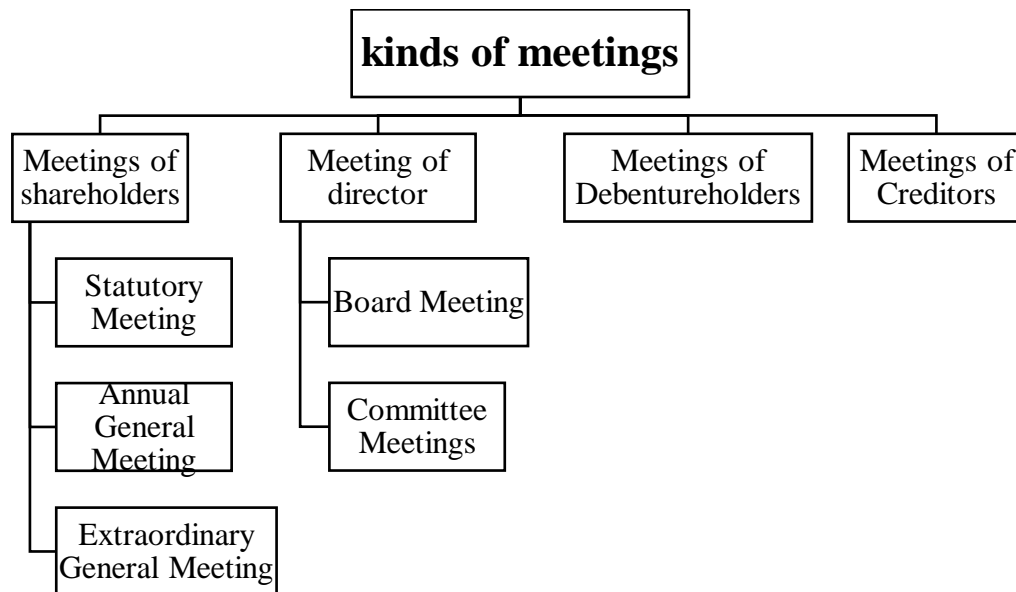 kinds of meetings
Meetings of
shareholders
Statutory
Meeting
Annual
General
Meeting
Extraordinary
General Meeting
Meeting of
director
Board Meeting
Committee
Meetings
Meetings of
Debentureholders
Meetings of
Creditors